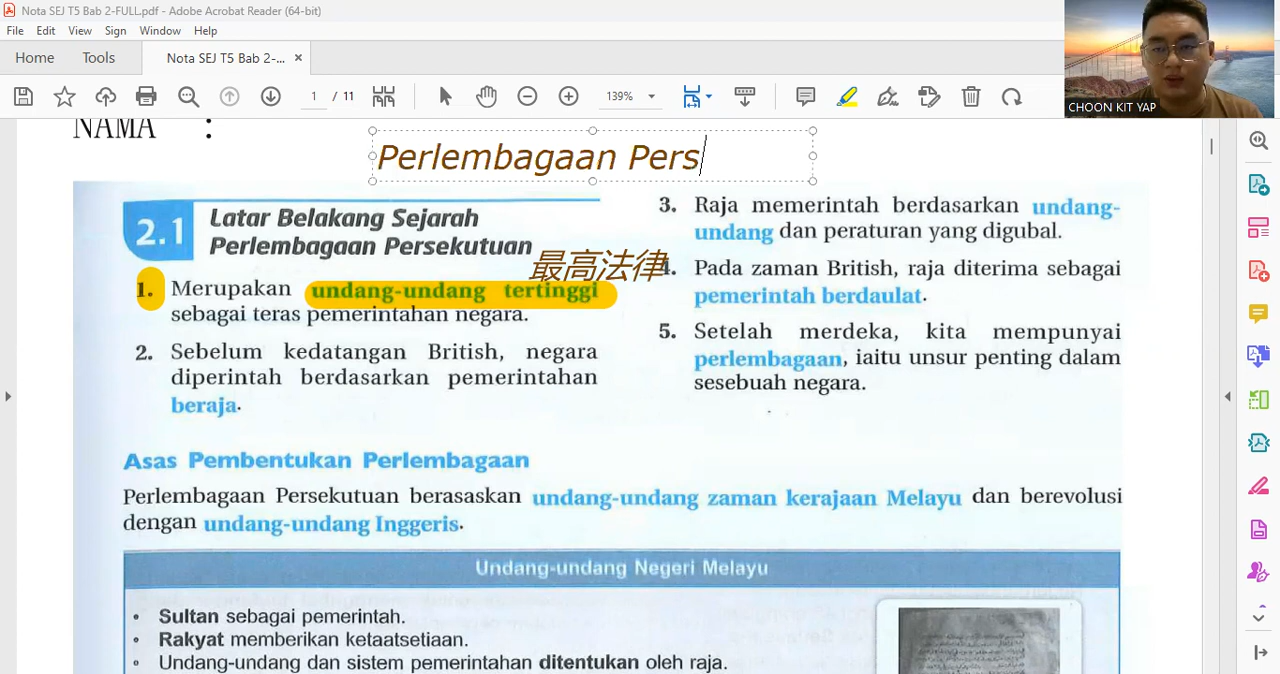 Nota SEJ T5 Bab 2-FULL.pdf - Adobe Acrobat Reader (64-bit)
File Edit View Sign Window Help
Home Tools Nota SEJ T5 Bab 2-... ×
1 / 11 139%
CHOON KIT YAP
NAMA :
Perlembagaan Pers
2.1 Latar Belakang Sejarah
Perlembagaan Persekutuan
最高法律
1. Merupakan undang-undang tertinggi
sebagai teras pemerintahan negara.
2. Sebelum kedatangan British, negara
diperintah berdasarkan pemerintahan
beraja.
3. Raja memerintah berdasarkan undang-
undang dan peraturan yang digubal.
4. Pada zaman British, raja diterima sebagai
pemerintah berdaulat.
5. Setelah merdeka, kita mempunyai
perlembagaan, iaitu unsur penting dalam
sesebuah negara.
Asas Pembentukan Perlembagaan
Perlembagaan Persekutuan berasaskan undang-undang zaman kerajaan Melayu dan berevolusi
dengan undang-undang Inggeris.
Undang-undang Negeri Melayu
• Sultan sebagai pemerintah.
• Rakyat memberikan ketaatsetiaan.
• Undang-undang dan sistem pemerintahan ditentukan oleh raja.